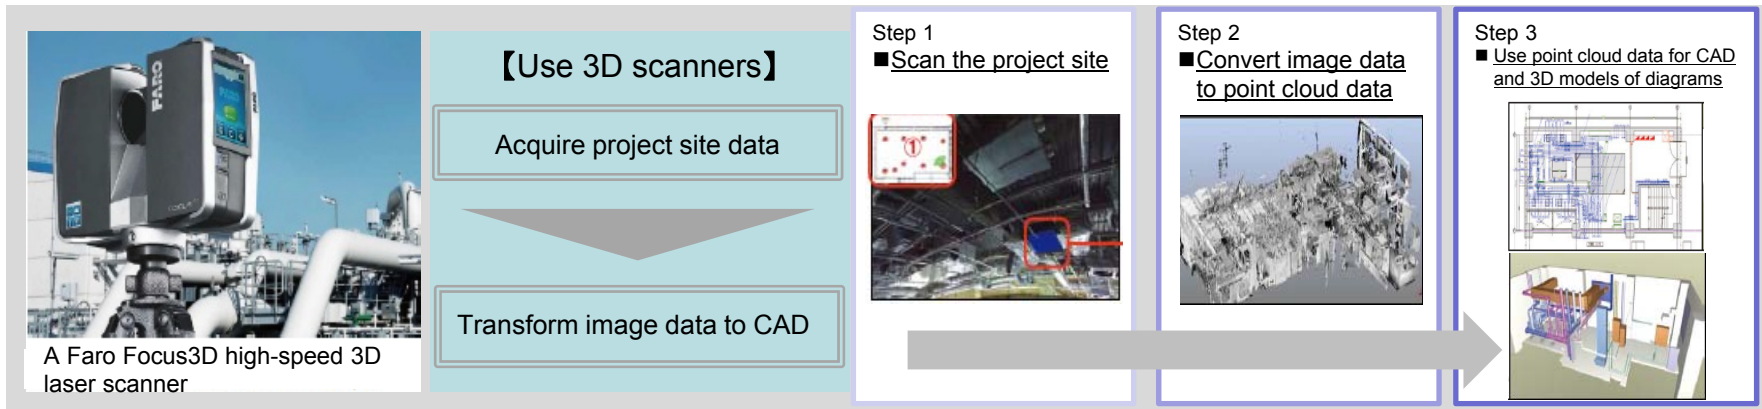 FARO
A Faro Focus3D high-speed 3D
laser scanner
【Use 3D scanners】
Acquire project site data
Transform image data to CAD
Step 1
■Scan the project site
①
Step 2
■Convert image data
to point cloud data
Step 3
■ Use point cloud data for CAD
and 3D models of diagrams